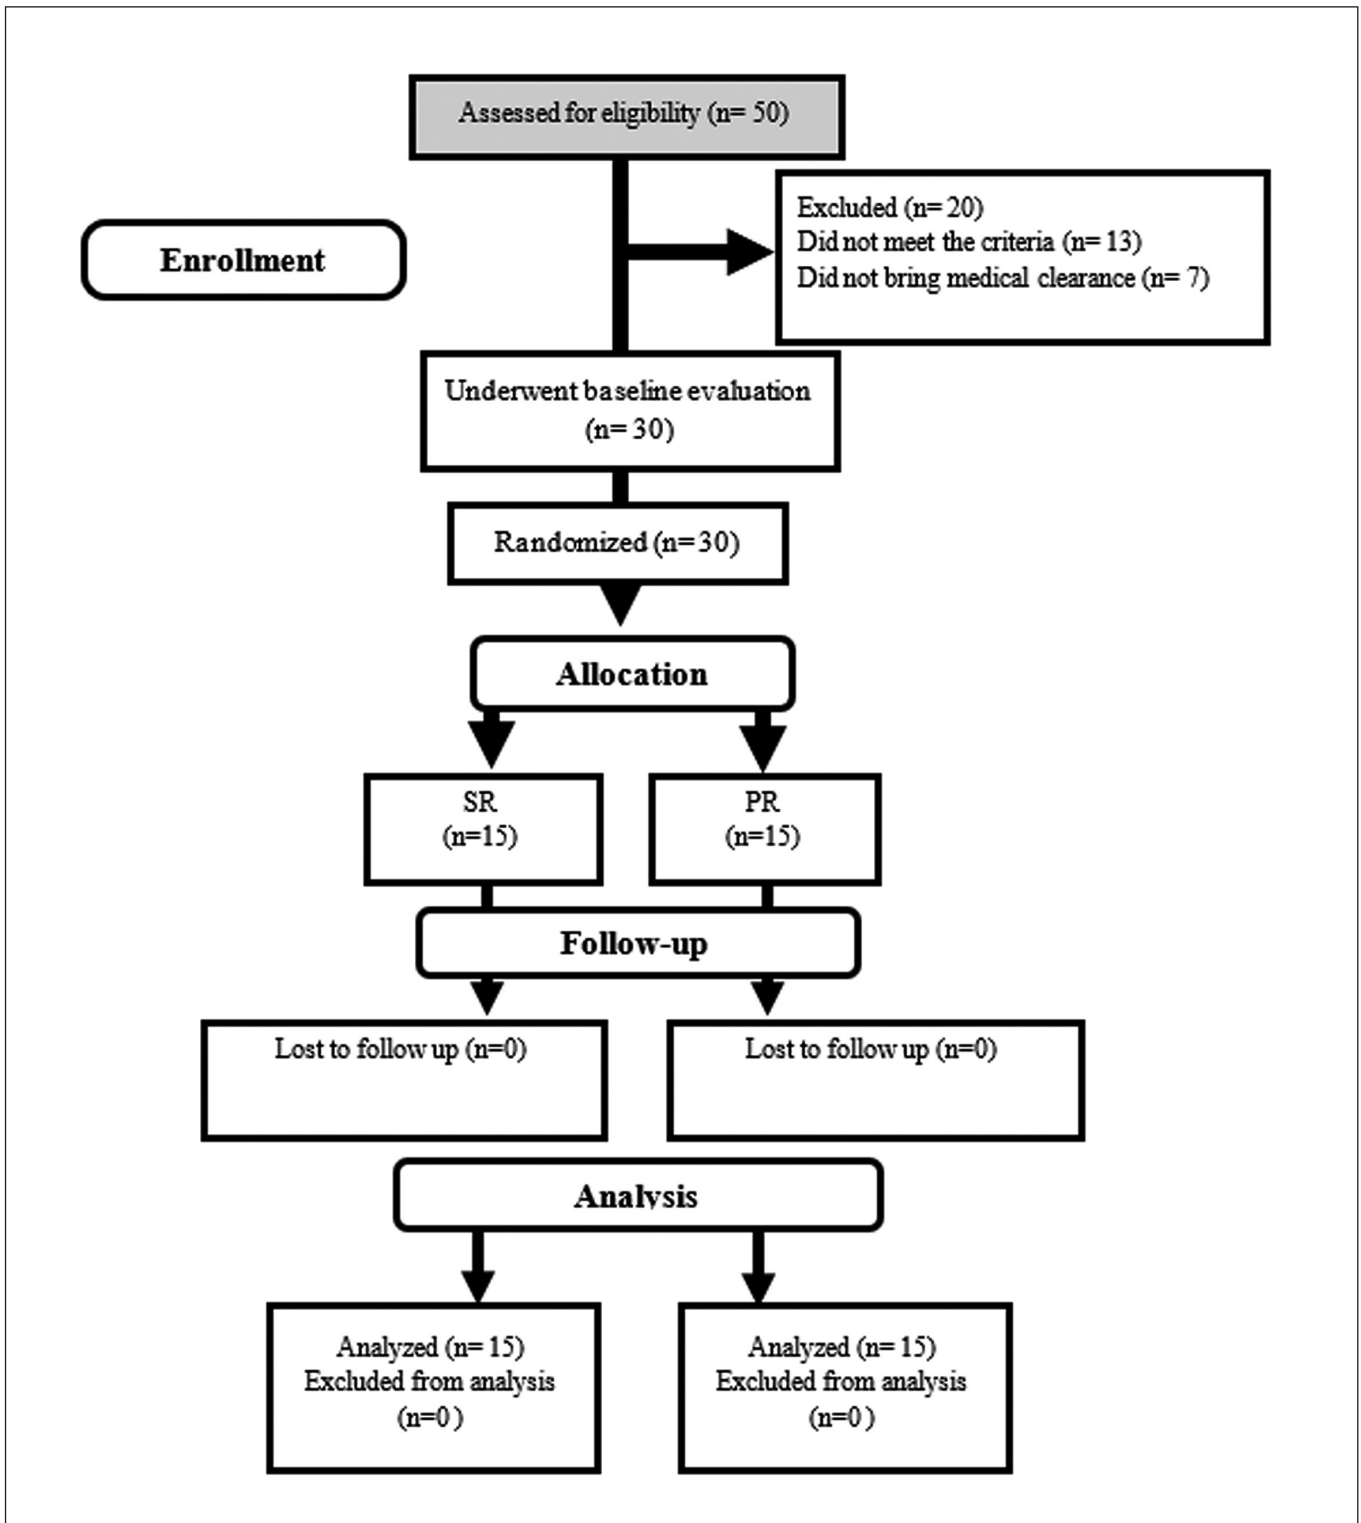 Assessed for eligibility (n= 50)
Excluded (n= 20)
Did not meet the criteria (n= 13)
Did not bring medical clearance (n= 7)
Enrollment
Underwent baseline evaluation
(n= 30)
Randomized (n= 30)
Allocation
SR
(n=15)
PR
(n=15)
Follow-up
Lost to follow up (n=0)
Lost to follow up (n=0)
Analysis
Analyzed (n= 15)
Excluded from analysis
(n=0 )
Analyzed (n= 15)
Excluded from analysis
(n=0 )